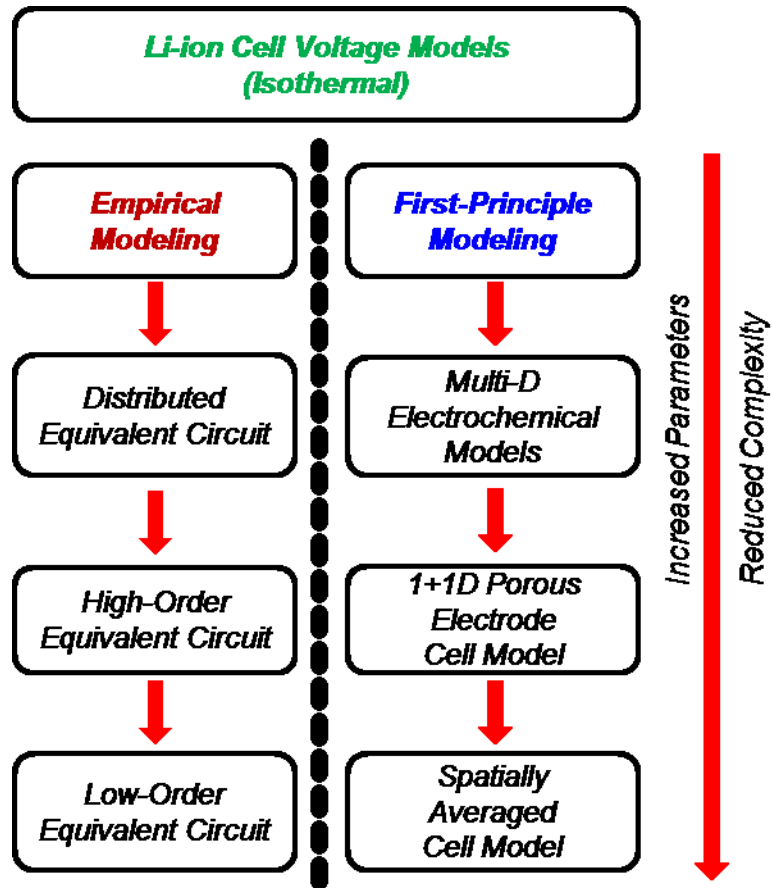 Li-ion Cell Voltage Models
(Isothermal)
Empirical
Modeling
First-Principle
Modeling
Distributed
Equivalent Circuit
Multi-D
Electrochemical
Models
High-Order
Equivalent Circuit
1+1D Porous
Electrode
Cell Model
Low-Order
Equivalent Circuit
Spatially
Averaged
Cell Model
Increased Parameters
Reduced Complexity